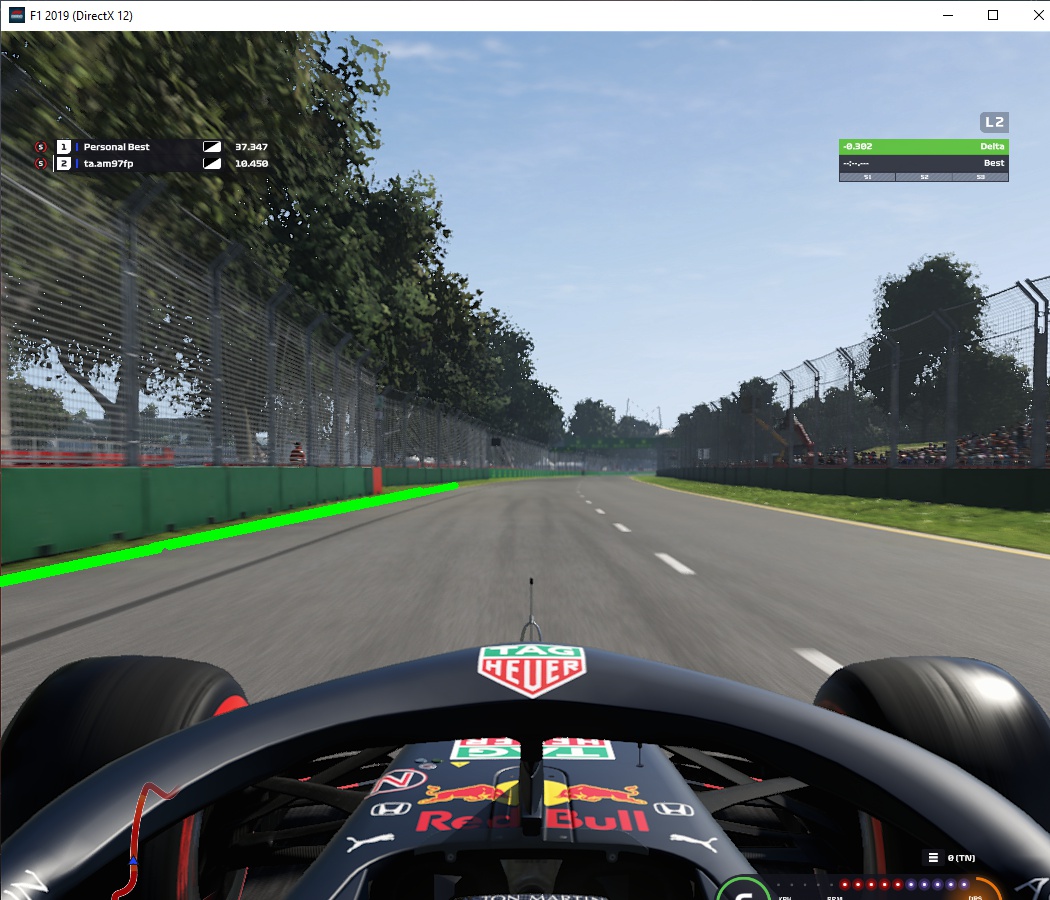 F1 2019 (DirectX 12)
L2
1 Personal Best 37.347
2 ta.am97fp 10.450
-0.302 Delta
--:--.--- Best
S1 S2 S3
TAG
HEUER
Red Bull
0 (TN)